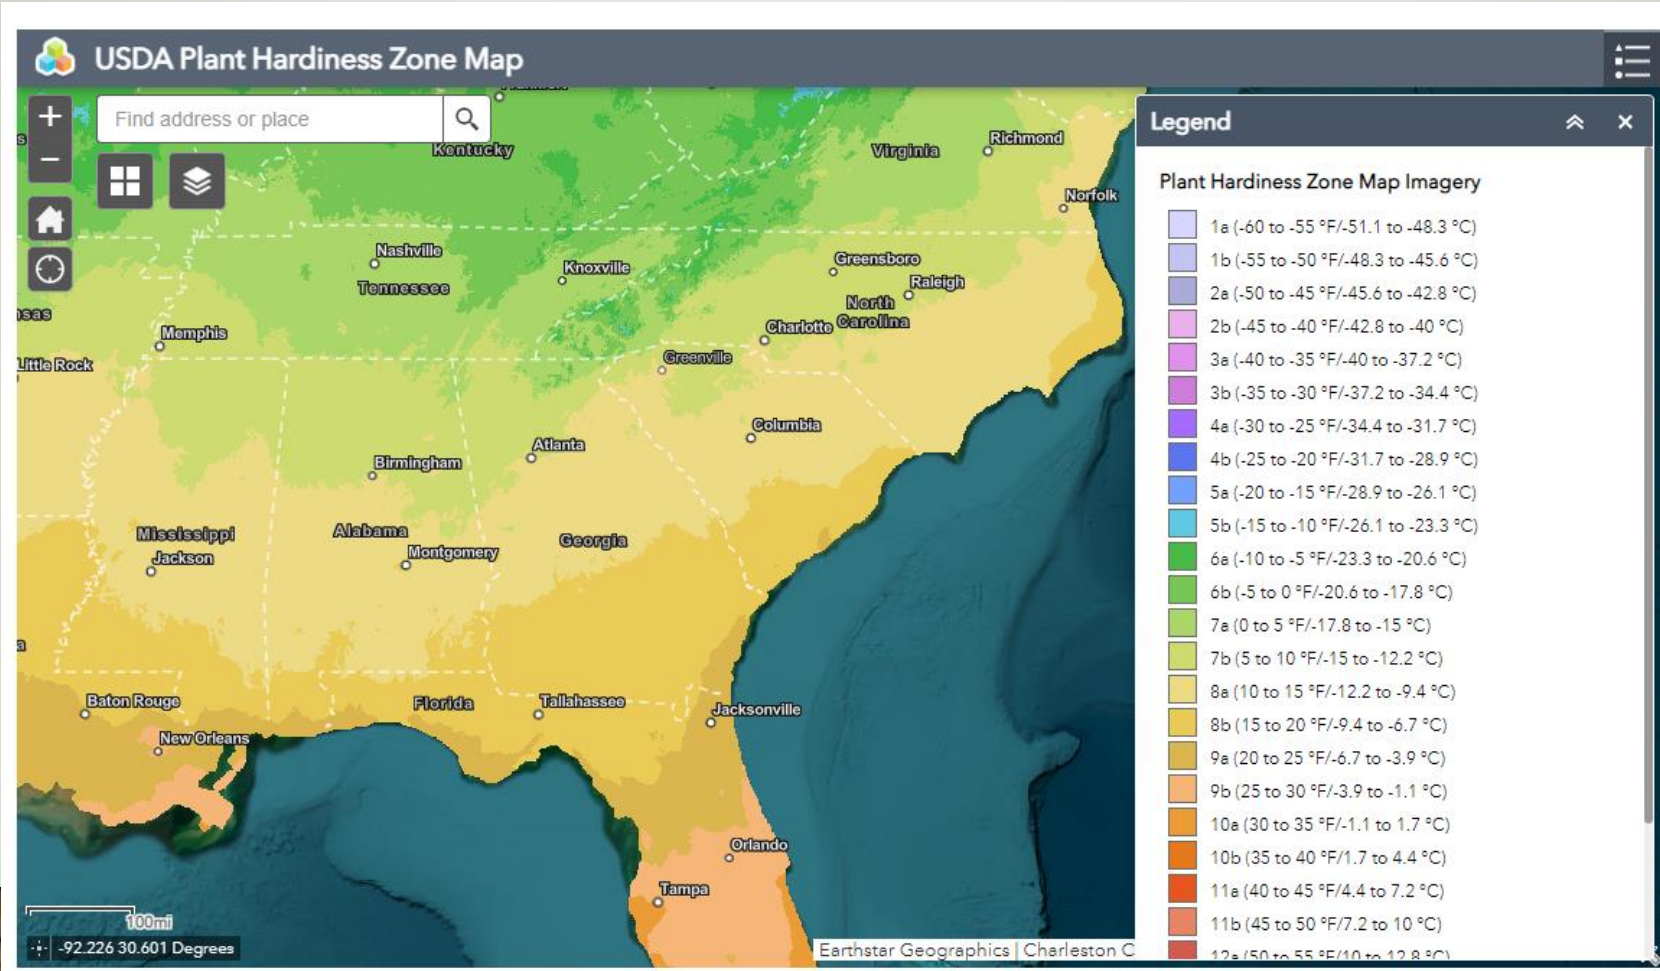 USDA Plant Hardiness Zone Map
Find address or place
Kentucky
Virginia
Richmond
Norfolk
Nashville
Knoxville
Greensboro
Tennessee
Raleigh
North
Carolina
Memphis
Charlotte
Little Rock
Greenville
Columbia
Atlanta
Birmingham
Mississippi
Alabama
Georgia
Jackson
Montgomery
Baton Rouge
Florida
Tallahassee
Jacksonville
New Orleans
Orlando
Tampa
100mi
-92.226 30.601 Degrees
Earthstar Geographics | Charleston C
Legend
Plant Hardiness Zone Map Imagery
1a (-60 to -55 °F/-51.1 to -48.3 °C)
1b (-55 to -50 °F/-48.3 to -45.6 °C)
2a (-50 to -45 °F/-45.6 to -42.8 °C)
2b (-45 to -40 °F/-42.8 to -40 °C)
3a (-40 to -35 °F/-40 to -37.2 °C)
3b (-35 to -30 °F/-37.2 to -34.4 °C)
4a (-30 to -25 °F/-34.4 to -31.7 °C)
4b (-25 to -20 °F/-31.7 to -28.9 °C)
5a (-20 to -15 °F/-28.9 to -26.1 °C)
5b (-15 to -10 °F/-26.1 to -23.3 °C)
6a (-10 to -5 °F/-23.3 to -20.6 °C)
6b (-5 to 0 °F/-20.6 to -17.8 °C)
7a (0 to 5 °F/-17.8 to -15 °C)
7b (5 to 10 °F/-15 to -12.2 °C)
8a (10 to 15 °F/-12.2 to -9.4 °C)
8b (15 to 20 °F/-9.4 to -6.7 °C)
9a (20 to 25 °F/-6.7 to -3.9 °C)
9b (25 to 30 °F/-3.9 to -1.1 °C)
10a (30 to 35 °F/-1.1 to 1.7 °C)
10b (35 to 40 °F/1.7 to 4.4 °C)
11a (40 to 45 °F/4.4 to 7.2 °C)
11b (45 to 50 °F/7.2 to 10 °C)
12a (50 to 55 °F/10 to 12.8 °C)